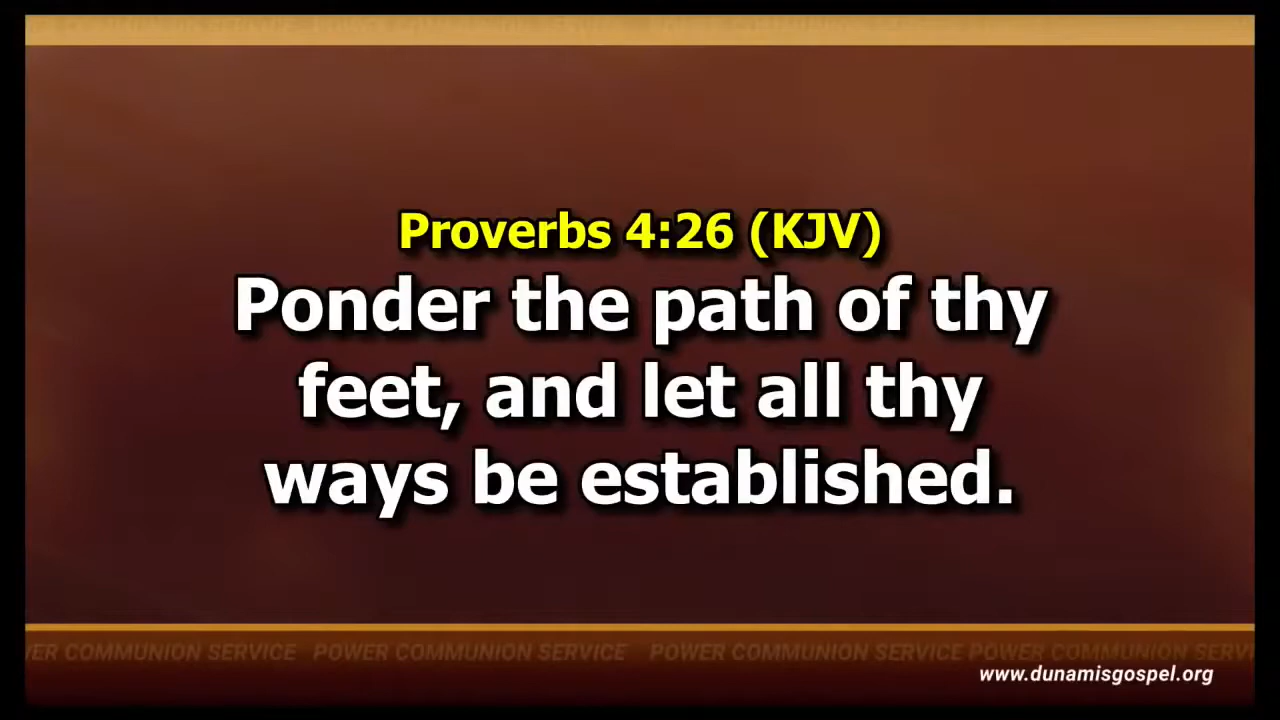 Proverbs 4:26 (KJV)
Ponder the path of thy
feet, and let all thy
ways be established.
POWER COMMUNION SERVICE POWER COMMUNION SERVICE
www.dunamisgospel.org